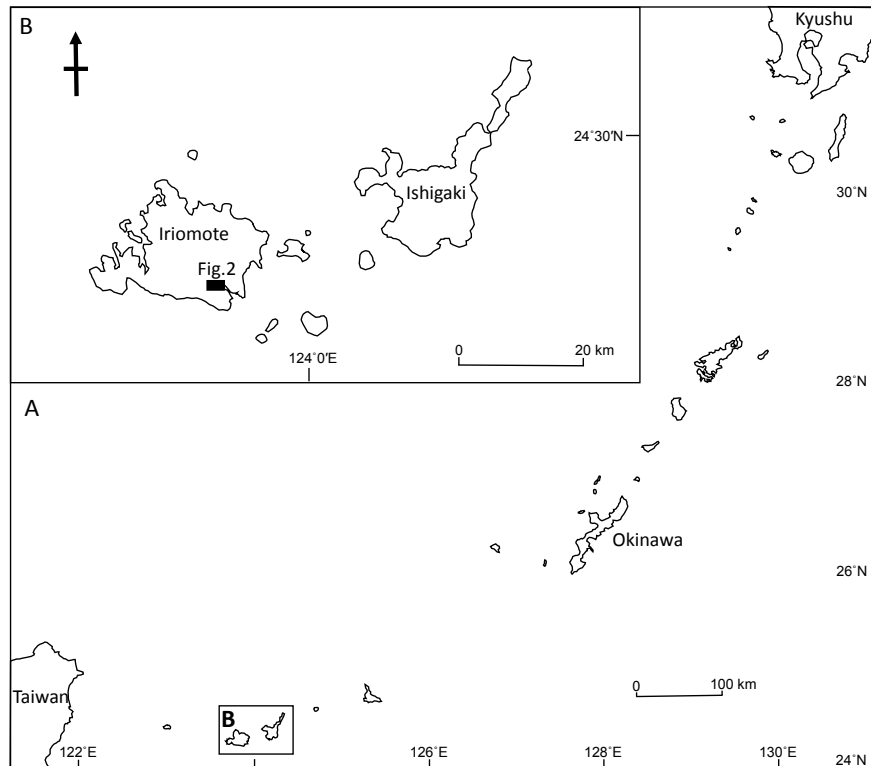 B
Kyushu
24˚30′N
Ishigaki
30˚N
Iriomote
Fig.2
0 20 km
124˚0′E
28˚N
A
Okinawa
26˚N
0 100 km
Taiwan
B
122˚E 126˚E 128˚E 130˚E 24˚N